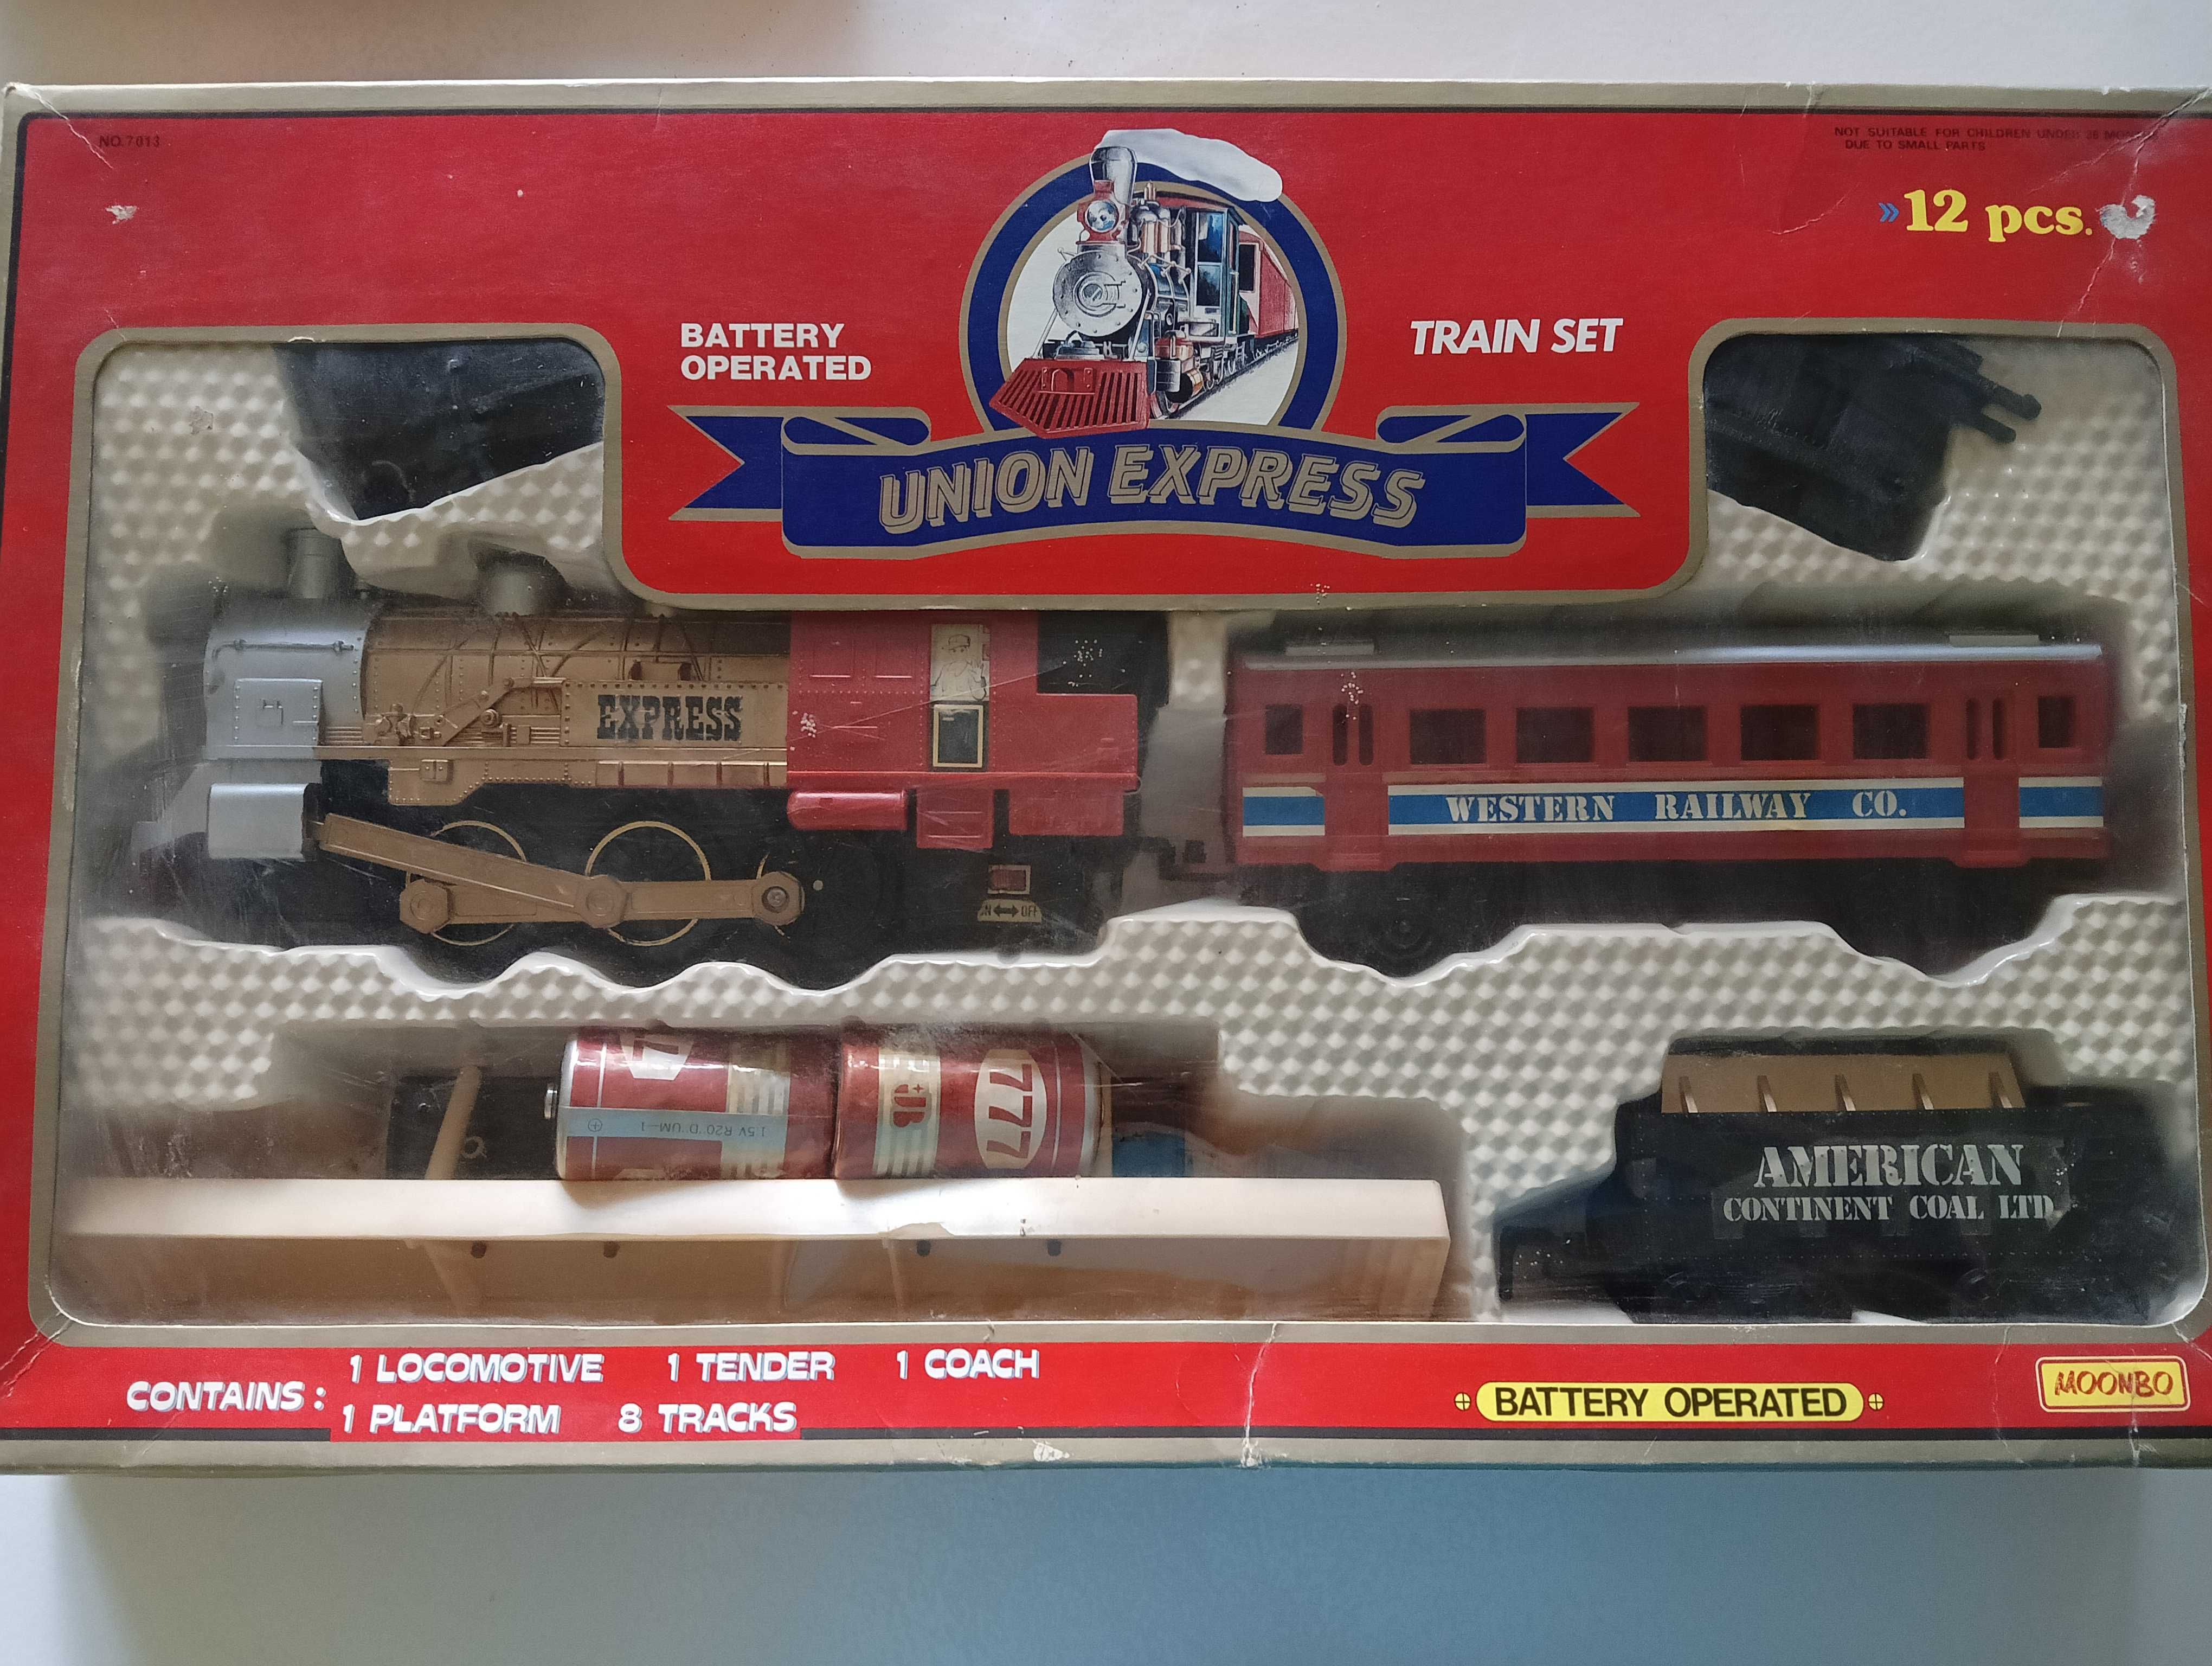 NO.7013
NOT SUITABLE FOR CHILDREN UNDER 36
DUE TO SMALL PARTS
»12 pcs.
BATTERY
OPERATED
TRAIN SET
UNION EXPRESS
EXPRESS
WESTERN RAILWAY CO.
ON ↔ OFF
1.5V R20 "D" UM-1
JB
777
AMERICAN
CONTINENT COAL LTD
CONTAINS :
1 LOCOMOTIVE 1 TENDER 1 COACH
1 PLATFORM 8 TRACKS
BATTERY OPERATED
MOONBO